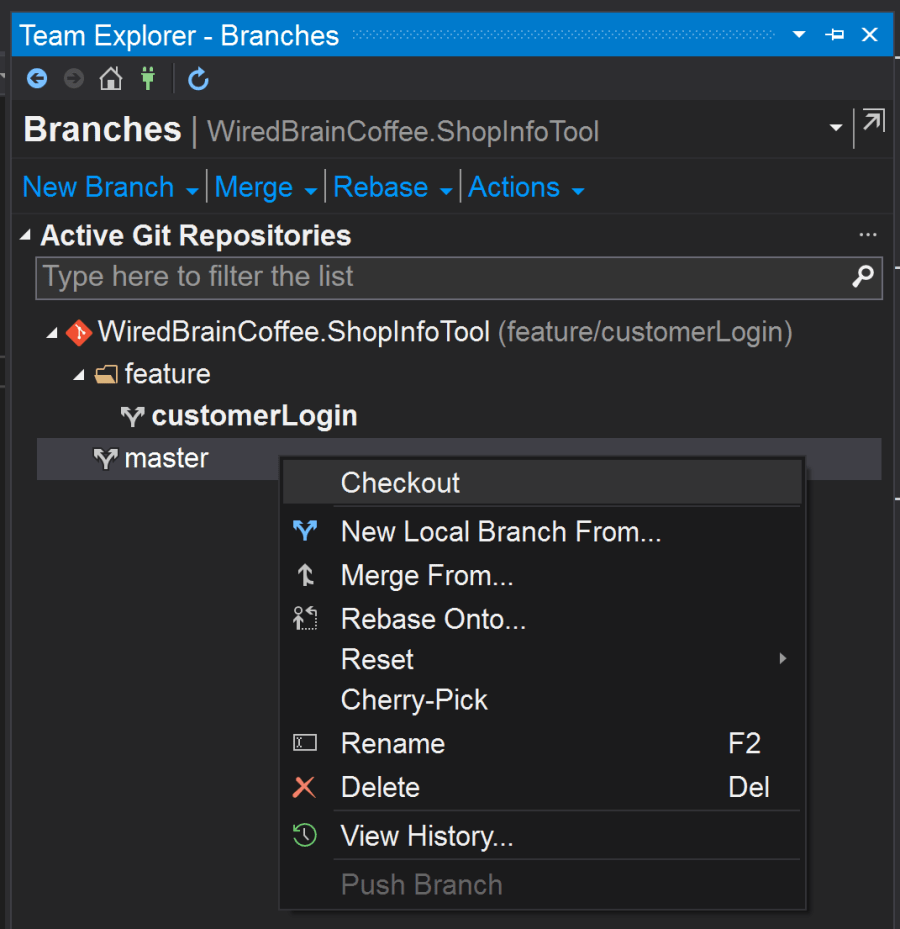 Team Explorer - Branches
Branches | WiredBrainCoffee.ShopInfoTool
New Branch | Merge | Rebase | Actions
Active Git Repositories ...
Type here to filter the list
WiredBrainCoffee.ShopInfoTool (feature/customerLogin)
feature
customerLogin
master
Checkout
New Local Branch From...
Merge From...
Rebase Onto...
Reset
Cherry-Pick
Rename F2
Delete Del
View History...
Push Branch